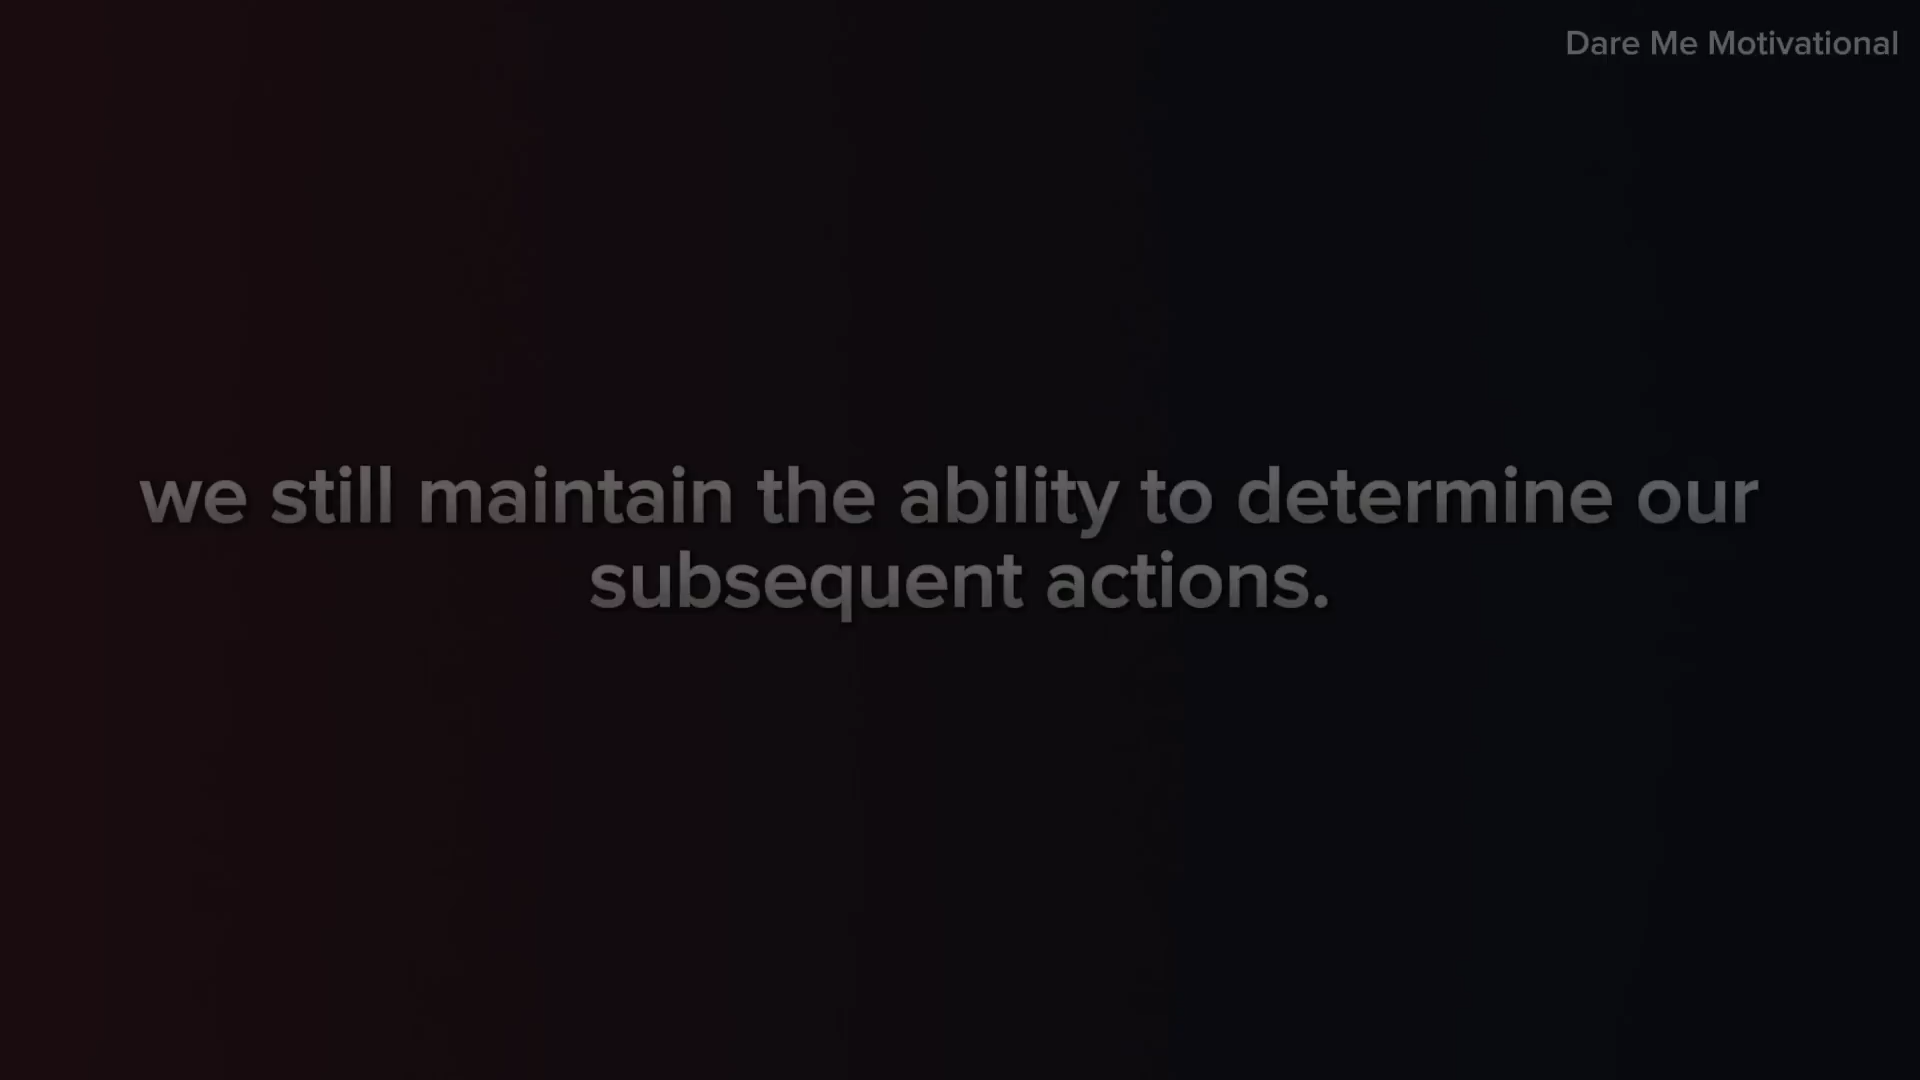 Dare Me Motivational
we still maintain the ability to determine our
subsequent actions.